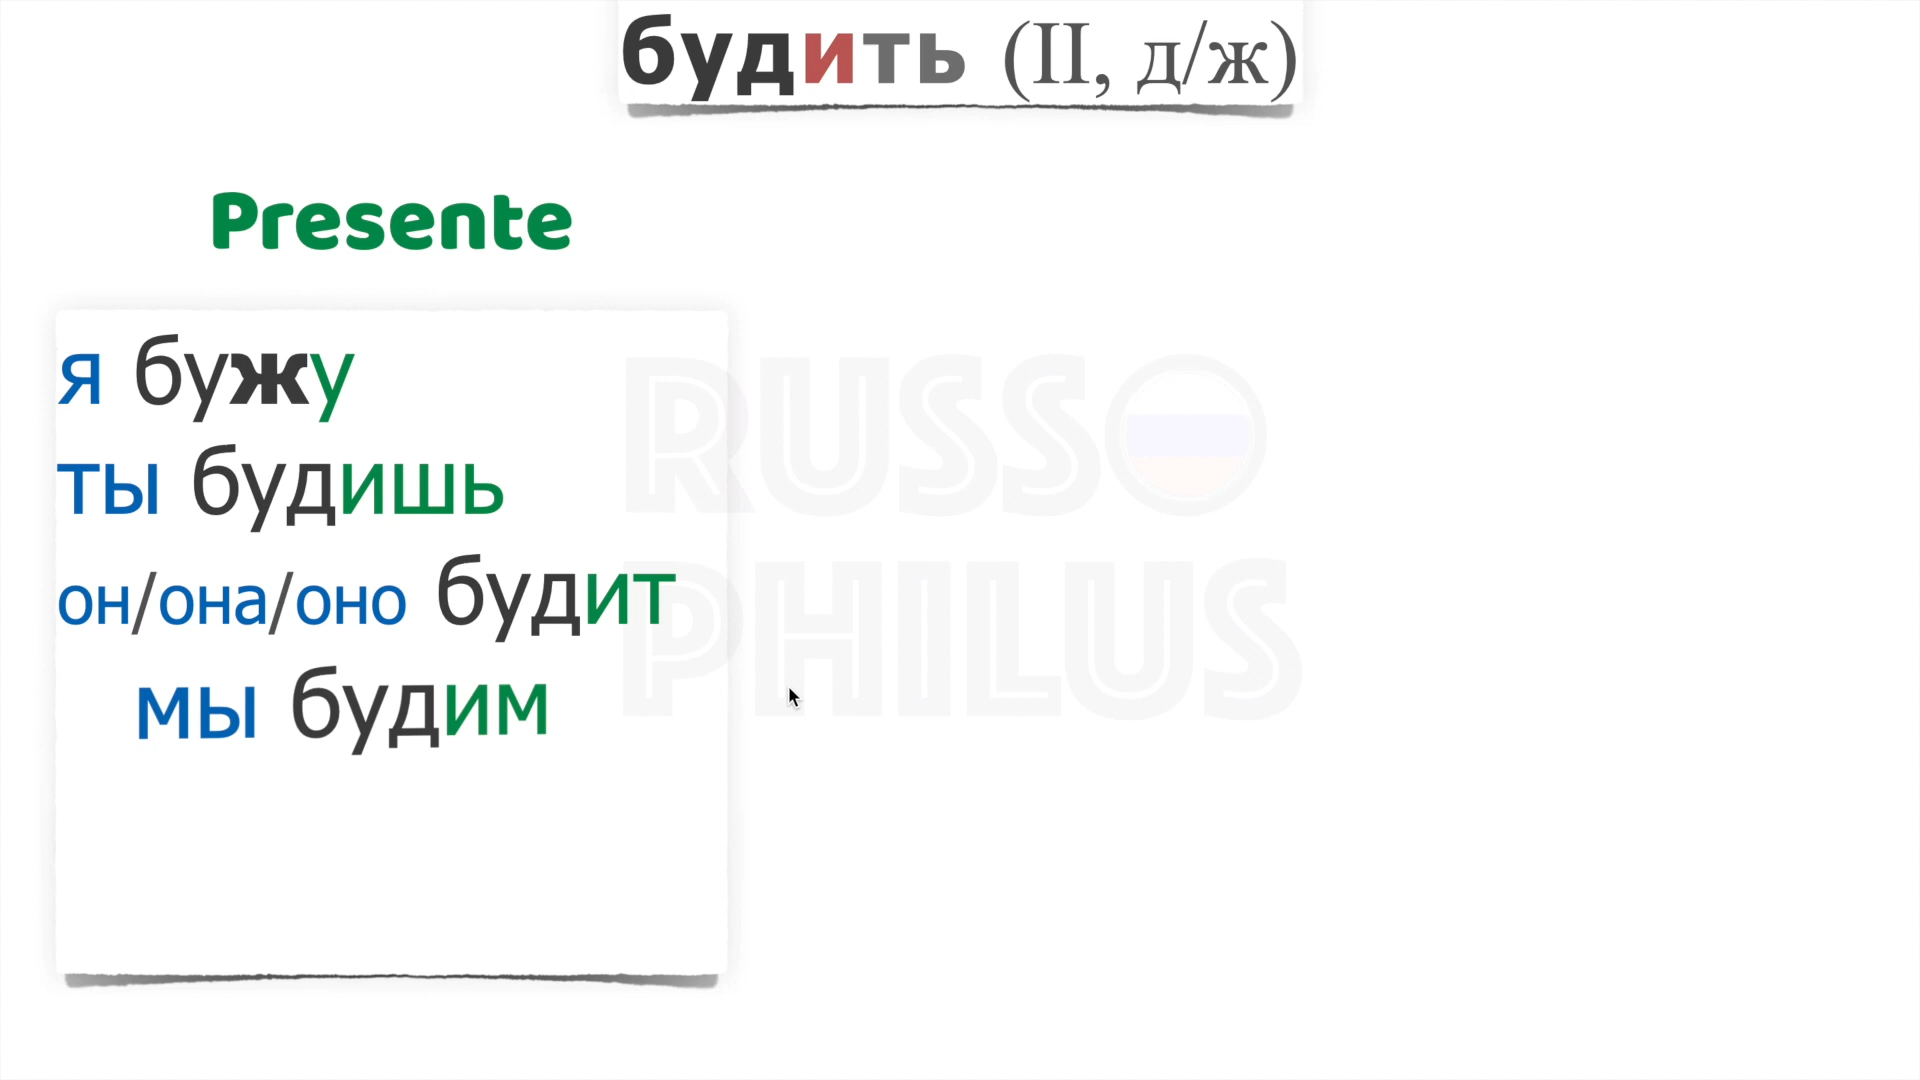 будить (II, д/ж)
Presente
я бужу
ты будишь
он/она/оно будит
мы будим
RUSSO
PHILUS